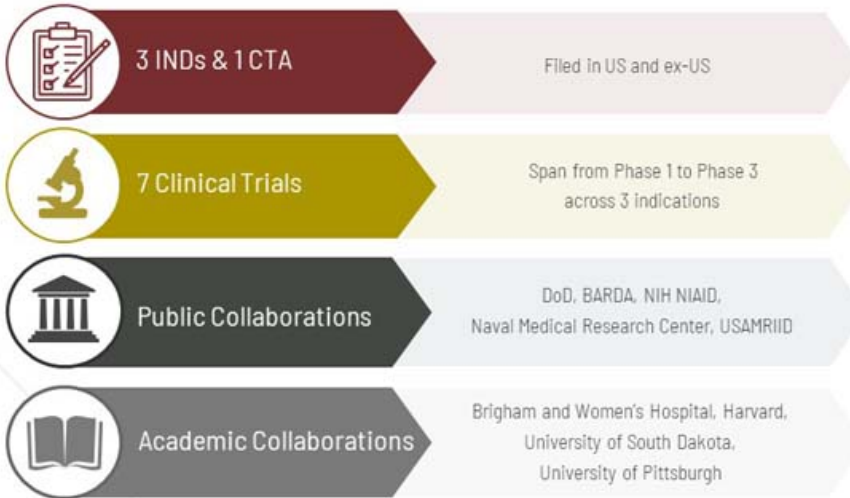 3 INDs & 1 CTA
Filed in US and ex-US
7 Clinical Trials
Span from Phase 1 to Phase 3
across 3 indications
Public Collaborations
DoD, BARDA, NIH NIAID,
Naval Medical Research Center, USAMRIID
Academic Collaborations
Brigham and Women's Hospital, Harvard,
University of South Dakota,
University of Pittsburgh